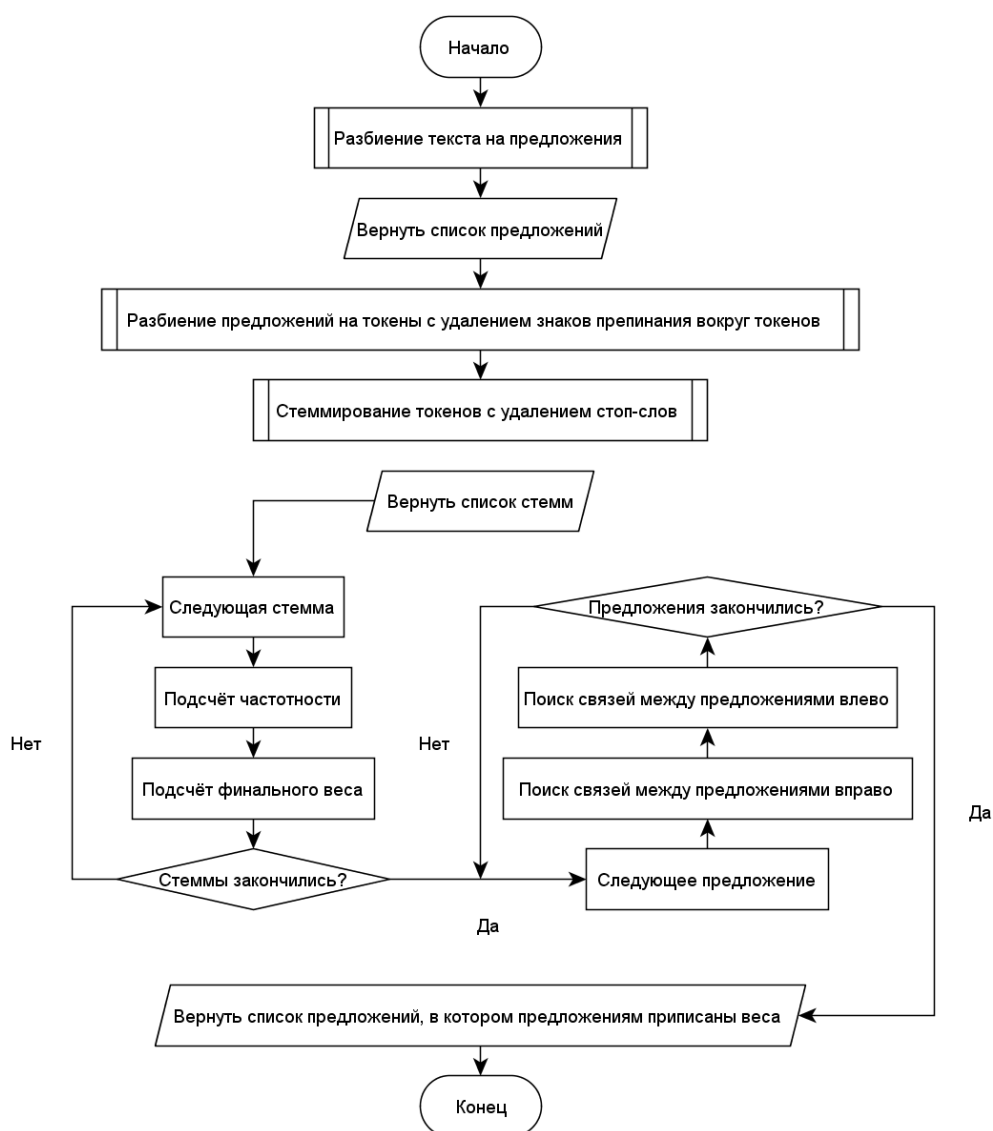 Начало
Разбиение текста на предложения
Вернуть список предложений
Разбиение предложений на токены с удалением знаков препинания вокруг токенов
Стеммирование токенов с удалением стоп-слов
Вернуть список стемм
Следующая стемма
Подсчёт частотности
Нет
Подсчёт финального веса
Стеммы закончились?
Да
Следующее предложение
Поиск связей между предложениями вправо
Поиск связей между предложениями влево
Предложения закончились?
Нет
Да
Вернуть список предложений, в котором предложениям приписаны веса
Конец